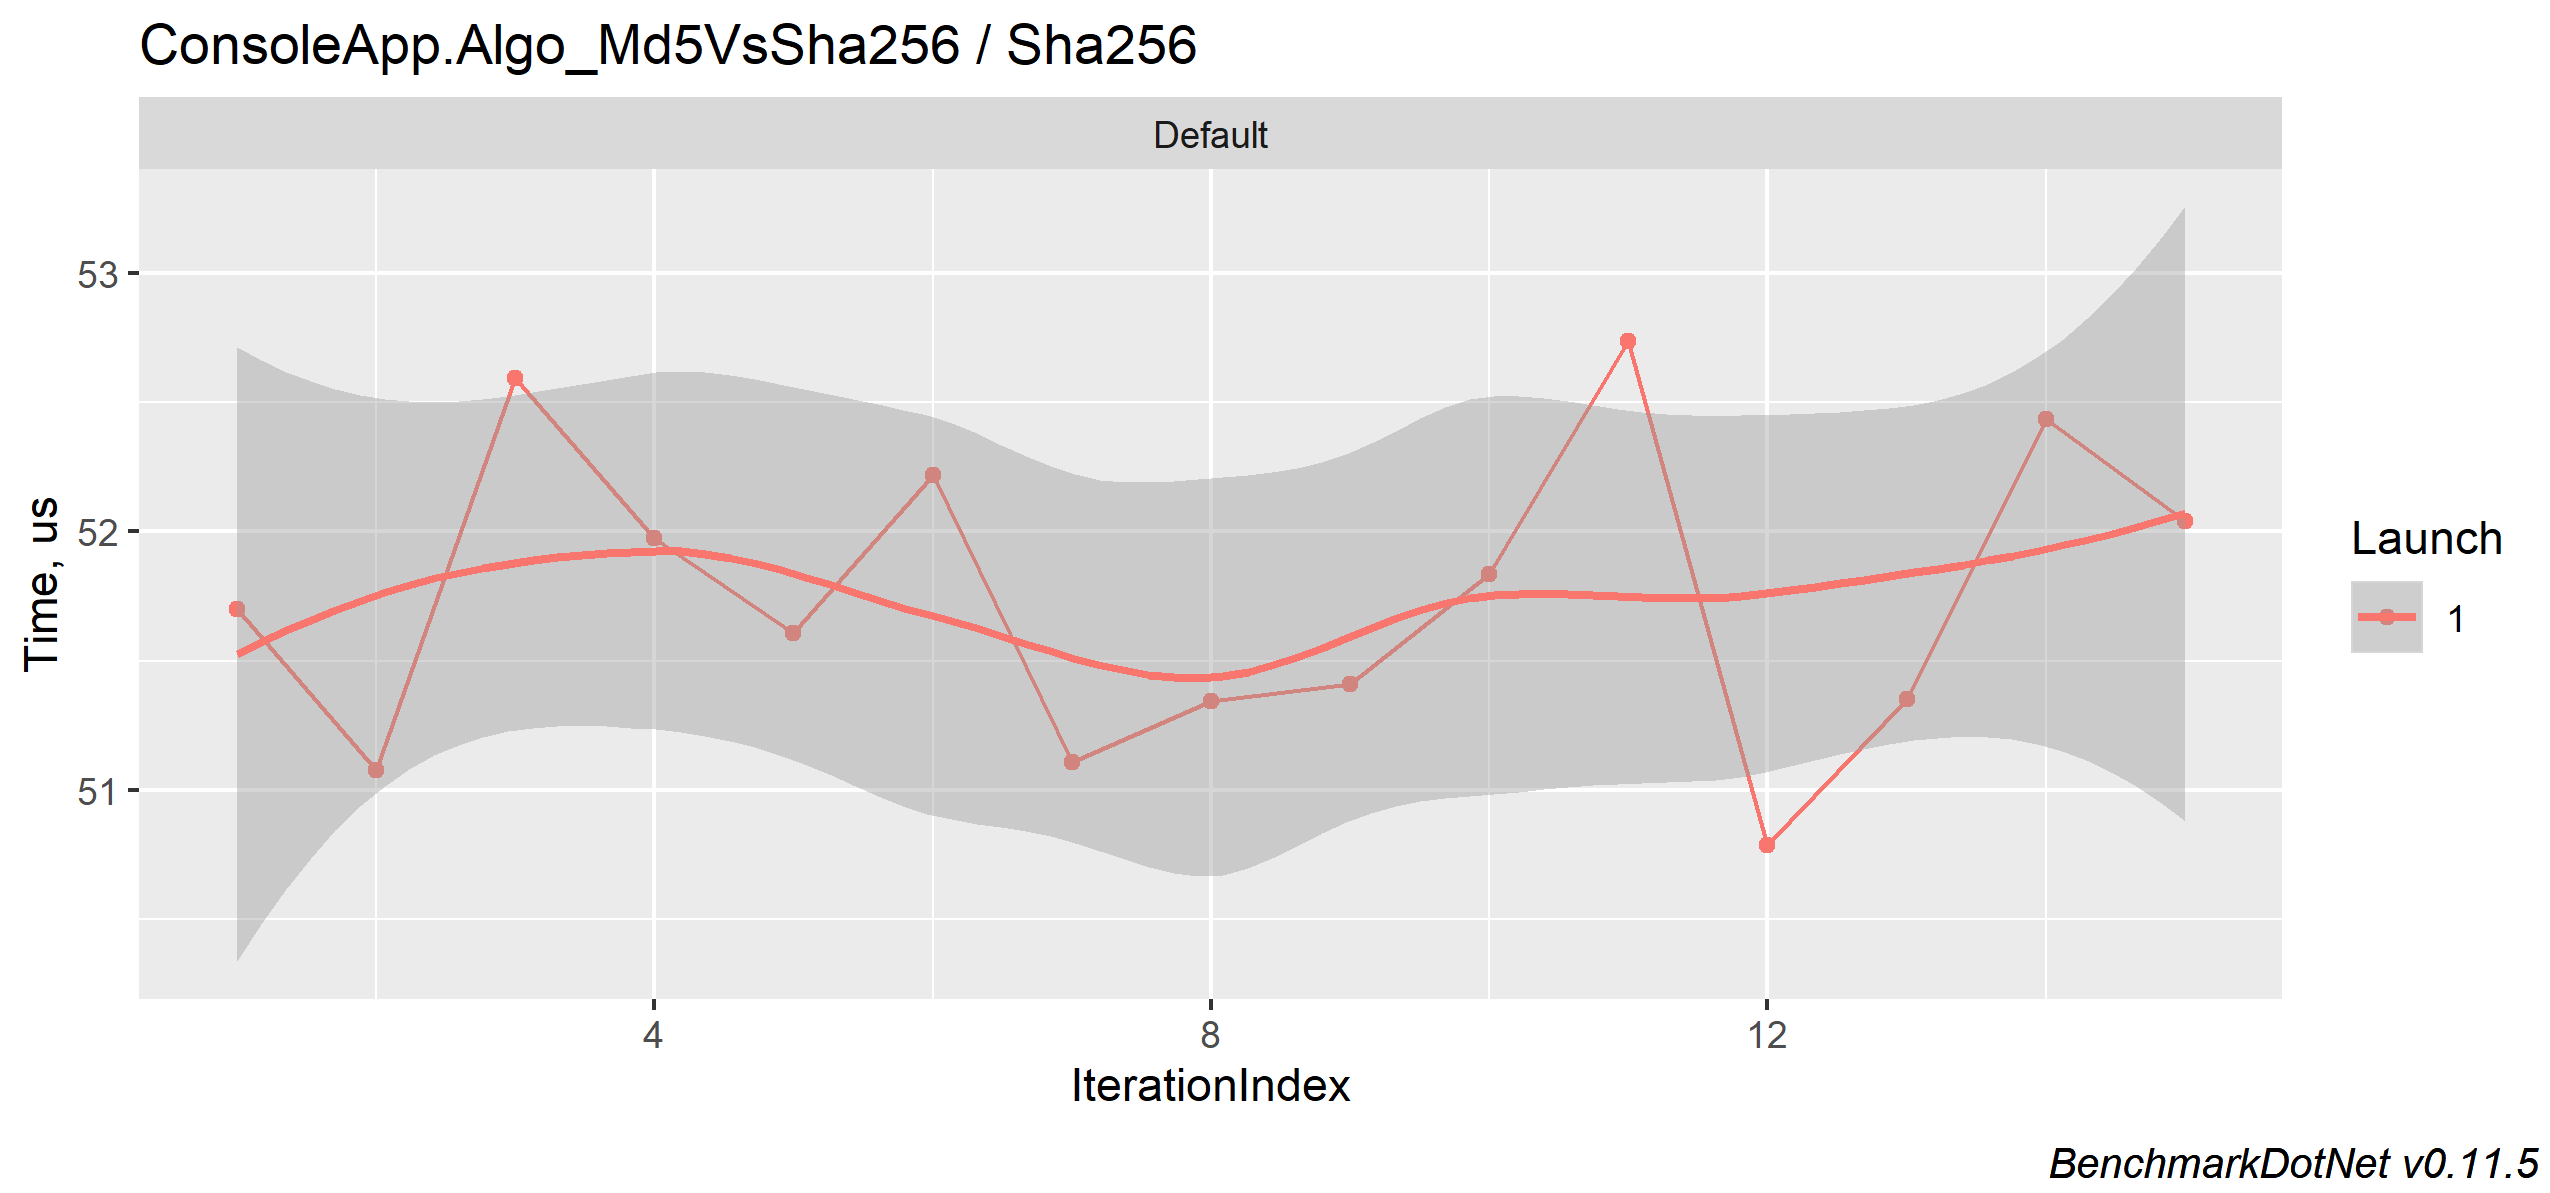 ConsoleApp.Algo_Md5VsSha256 / Sha256
Default
Time, us
53
52
51
4 8 12
IterationIndex
Launch
1
BenchmarkDotNet v0.11.5